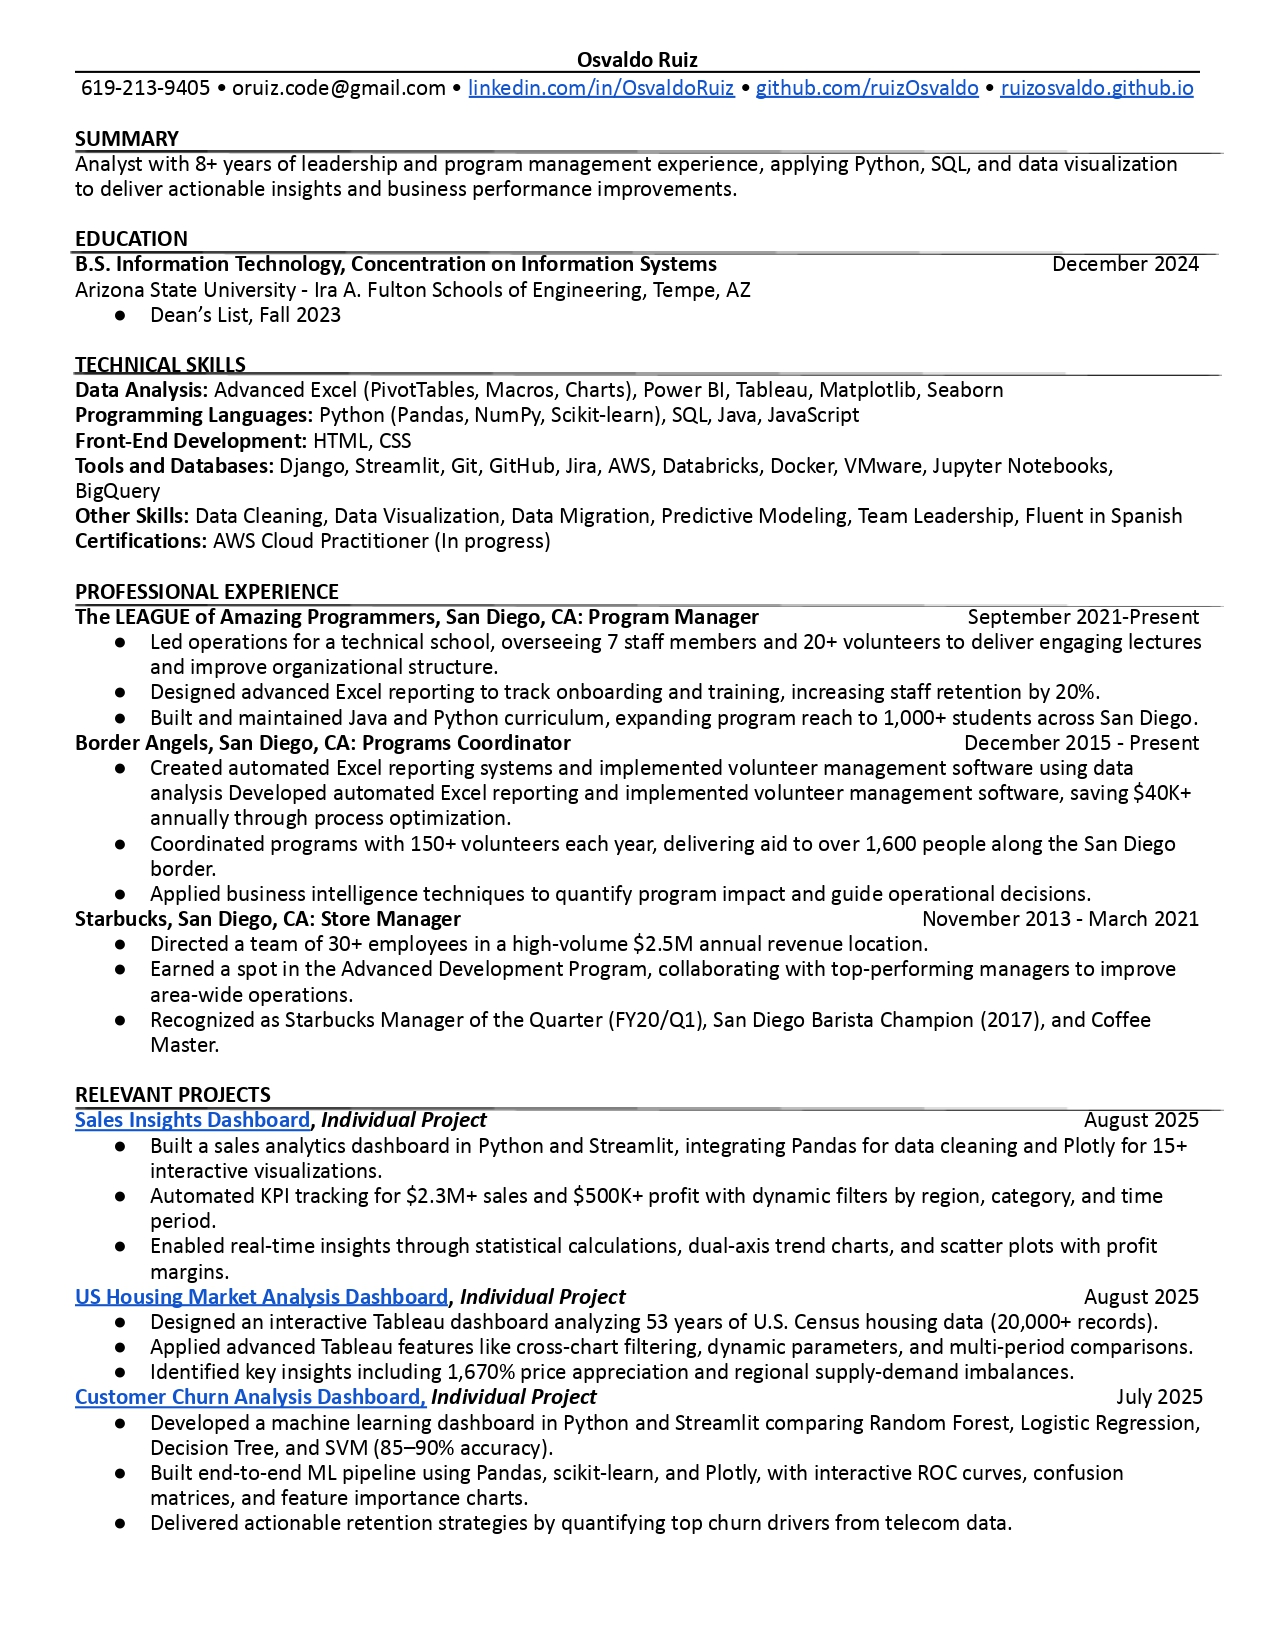 Osvaldo Ruiz
619-213-9405 • oruiz.code@gmail.com • linkedin.com/in/OsvaldoRuiz • github.com/ruizOsvaldo • ruizosvaldo.github.io
SUMMARY
Analyst with 8+ years of leadership and program management experience, applying Python, SQL, and data visualization
to deliver actionable insights and business performance improvements.
EDUCATION
B.S. Information Technology, Concentration on Information Systems December 2024
Arizona State University - Ira A. Fulton Schools of Engineering, Tempe, AZ
● Dean’s List, Fall 2023
TECHNICAL SKILLS
Data Analysis: Advanced Excel (PivotTables, Macros, Charts), Power BI, Tableau, Matplotlib, Seaborn
Programming Languages: Python (Pandas, NumPy, Scikit-learn), SQL, Java, JavaScript
Front-End Development: HTML, CSS
Tools and Databases: Django, Streamlit, Git, GitHub, Jira, AWS, Databricks, Docker, VMware, Jupyter Notebooks,
BigQuery
Other Skills: Data Cleaning, Data Visualization, Data Migration, Predictive Modeling, Team Leadership, Fluent in Spanish
Certifications: AWS Cloud Practitioner (In progress)
PROFESSIONAL EXPERIENCE
The LEAGUE of Amazing Programmers, San Diego, CA: Program Manager September 2021-Present
● Led operations for a technical school, overseeing 7 staff members and 20+ volunteers to deliver engaging lectures
and improve organizational structure.
● Designed advanced Excel reporting to track onboarding and training, increasing staff retention by 20%.
● Built and maintained Java and Python curriculum, expanding program reach to 1,000+ students across San Diego.
Border Angels, San Diego, CA: Programs Coordinator December 2015 - Present
● Created automated Excel reporting systems and implemented volunteer management software using data
analysis Developed automated Excel reporting and implemented volunteer management software, saving $40K+
annually through process optimization.
● Coordinated programs with 150+ volunteers each year, delivering aid to over 1,600 people along the San Diego
border.
● Applied business intelligence techniques to quantify program impact and guide operational decisions.
Starbucks, San Diego, CA: Store Manager November 2013 - March 2021
● Directed a team of 30+ employees in a high-volume $2.5M annual revenue location.
● Earned a spot in the Advanced Development Program, collaborating with top-performing managers to improve
area-wide operations.
● Recognized as Starbucks Manager of the Quarter (FY20/Q1), San Diego Barista Champion (2017), and Coffee
Master.
RELEVANT PROJECTS
Sales Insights Dashboard, Individual Project August 2025
● Built a sales analytics dashboard in Python and Streamlit, integrating Pandas for data cleaning and Plotly for 15+
interactive visualizations.
● Automated KPI tracking for $2.3M+ sales and $500K+ profit with dynamic filters by region, category, and time
period.
● Enabled real-time insights through statistical calculations, dual-axis trend charts, and scatter plots with profit
margins.
US Housing Market Analysis Dashboard, Individual Project August 2025
● Designed an interactive Tableau dashboard analyzing 53 years of U.S. Census housing data (20,000+ records).
● Applied advanced Tableau features like cross-chart filtering, dynamic parameters, and multi-period comparisons.
● Identified key insights including 1,670% price appreciation and regional supply-demand imbalances.
Customer Churn Analysis Dashboard, Individual Project July 2025
● Developed a machine learning dashboard in Python and Streamlit comparing Random Forest, Logistic Regression,
Decision Tree, and SVM (85–90% accuracy).
● Built end-to-end ML pipeline using Pandas, scikit-learn, and Plotly, with interactive ROC curves, confusion
matrices, and feature importance charts.
● Delivered actionable retention strategies by quantifying top churn drivers from telecom data.